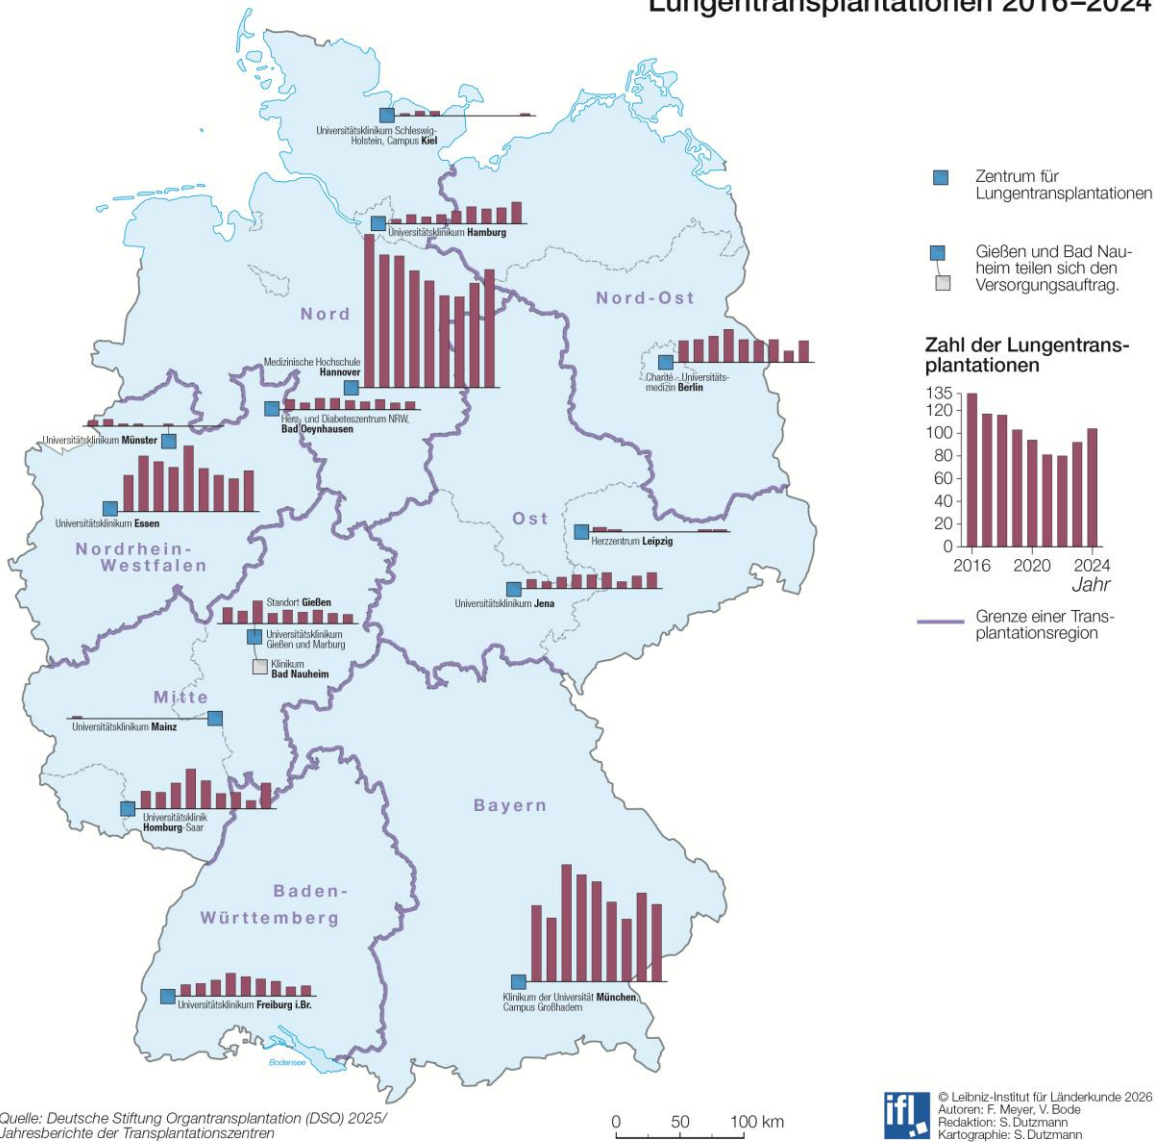 Lungentransplantationen 2016–2024
Universitätsklinikum Schleswig-
Holstein, Campus Kiel
Universitätsklinikum Hamburg
Nord
Nord-Ost
Medizinische Hochschule
Hannover
Charité - Universitäts-
medizin Berlin
Herz- und Diabeteszentrum NRW,
Bad Oeynhausen
Universitätsklinikum Münster
Universitätsklinikum Essen
Nordrhein-
Westfalen
Ost
Herzzentrum Leipzig
Universitätsklinikum Jena
Standort Gießen
Universitätsklinikum
Gießen und Marburg
Klinikum
Bad Nauheim
Mitte
Universitätsklinikum Mainz
Universitätsklinik
Homburg-Saar
Bayern
Baden-
Württemberg
Klinikum der Universität München,
Campus Großhadern
Universitätsklinikum Freiburg i.Br.
Bodensee
Zentrum für
Lungentransplantationen
Gießen und Bad Nau-
heim teilen sich den
Versorgungsauftrag.
Zahl der Lungentrans-
plantationen
135
120
100
80
60
40
20
0
2016 2020 2024
Jahr
Grenze einer Trans-
plantationsregion
Quelle: Deutsche Stiftung Organtransplantation (DSO) 2025/
Jahresberichte der Transplantationszentren
0 50 100 km
ifl
© Leibniz-Institut für Länderkunde 2026
Autoren: F. Meyer, V. Bode
Redaktion: S. Dutzmann
Kartographie: S. Dutzmann